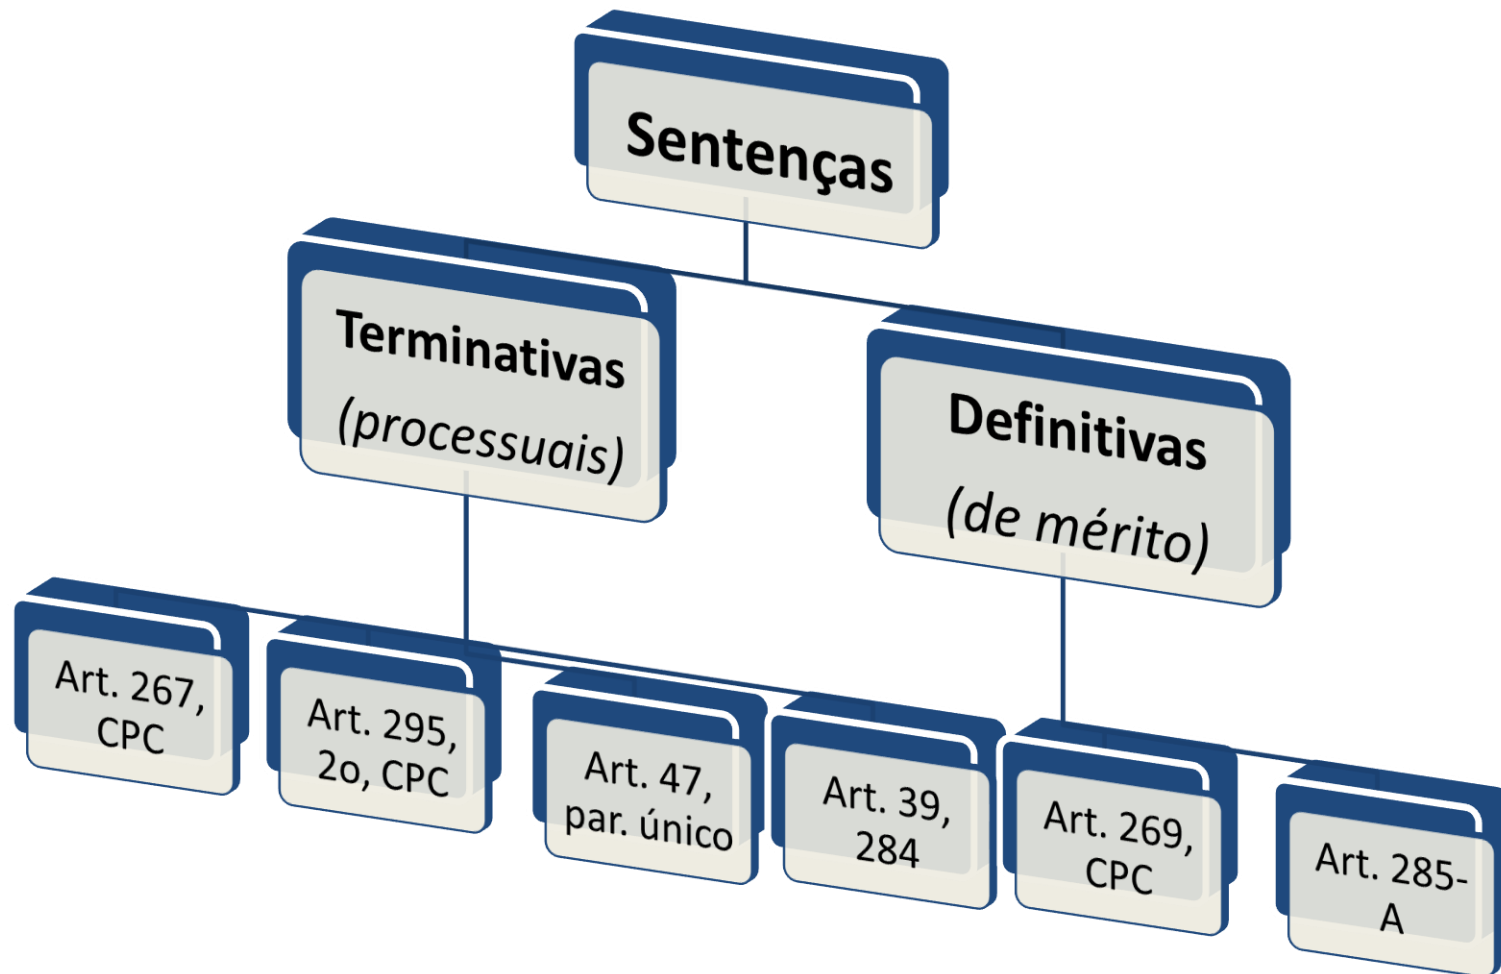 Sentenças
Terminativas
(processuais)
Definitivas
(de mérito)
Art. 267,
CPC
Art. 295,
2o, CPC
Art. 47,
par. único
Art. 39,
284
Art. 269,
CPC
Art. 285-
A